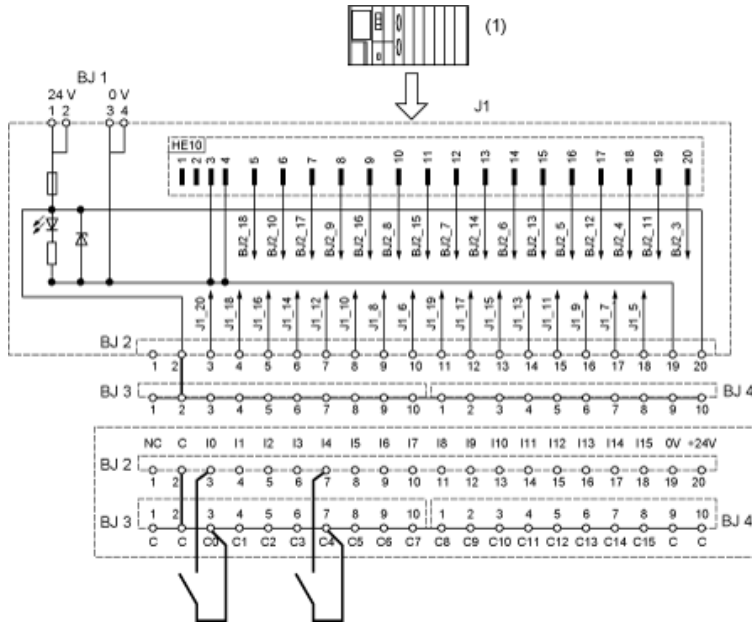 (1)
BJ 1
24 V 0 V
1 2 3 4
J1
HE10
1 2 3 4 5 6 7 8 9 10 11 12 13 14 15 16 17 18 19 20
BJ2_18 BJ2_10 BJ2_17 BJ2_9 BJ2_16 BJ2_8 BJ2_15 BJ2_7 BJ2_14 BJ2_6 BJ2_13 BJ2_5 BJ2_12 BJ2_4 BJ2_11 BJ2_3
J1_20 J1_18 J1_16 J1_14 J1_12 J1_10 J1_8 J1_6 J1_19 J1_17 J1_15 J1_13 J1_11 J1_9 J1_7 J1_5
BJ 2
1 2 3 4 5 6 7 8 9 10 11 12 13 14 15 16 17 18 19 20
BJ 3 BJ 4
1 2 3 4 5 6 7 8 9 10 1 2 3 4 5 6 7 8 9 10
NC C I0 I1 I2 I3 I4 I5 I6 I7 I8 I9 I10 I11 I12 I13 I14 I15 0V +24V
BJ 2
1 2 3 4 5 6 7 8 9 10 11 12 13 14 15 16 17 18 19 20
BJ 3 1 2 3 4 5 6 7 8 9 10 1 2 3 4 5 6 7 8 9 10 BJ 4
C C C0 C1 C2 C3 C4 C5 C6 C7 C8 C9 C10 C11 C12 C13 C14 C15 C C